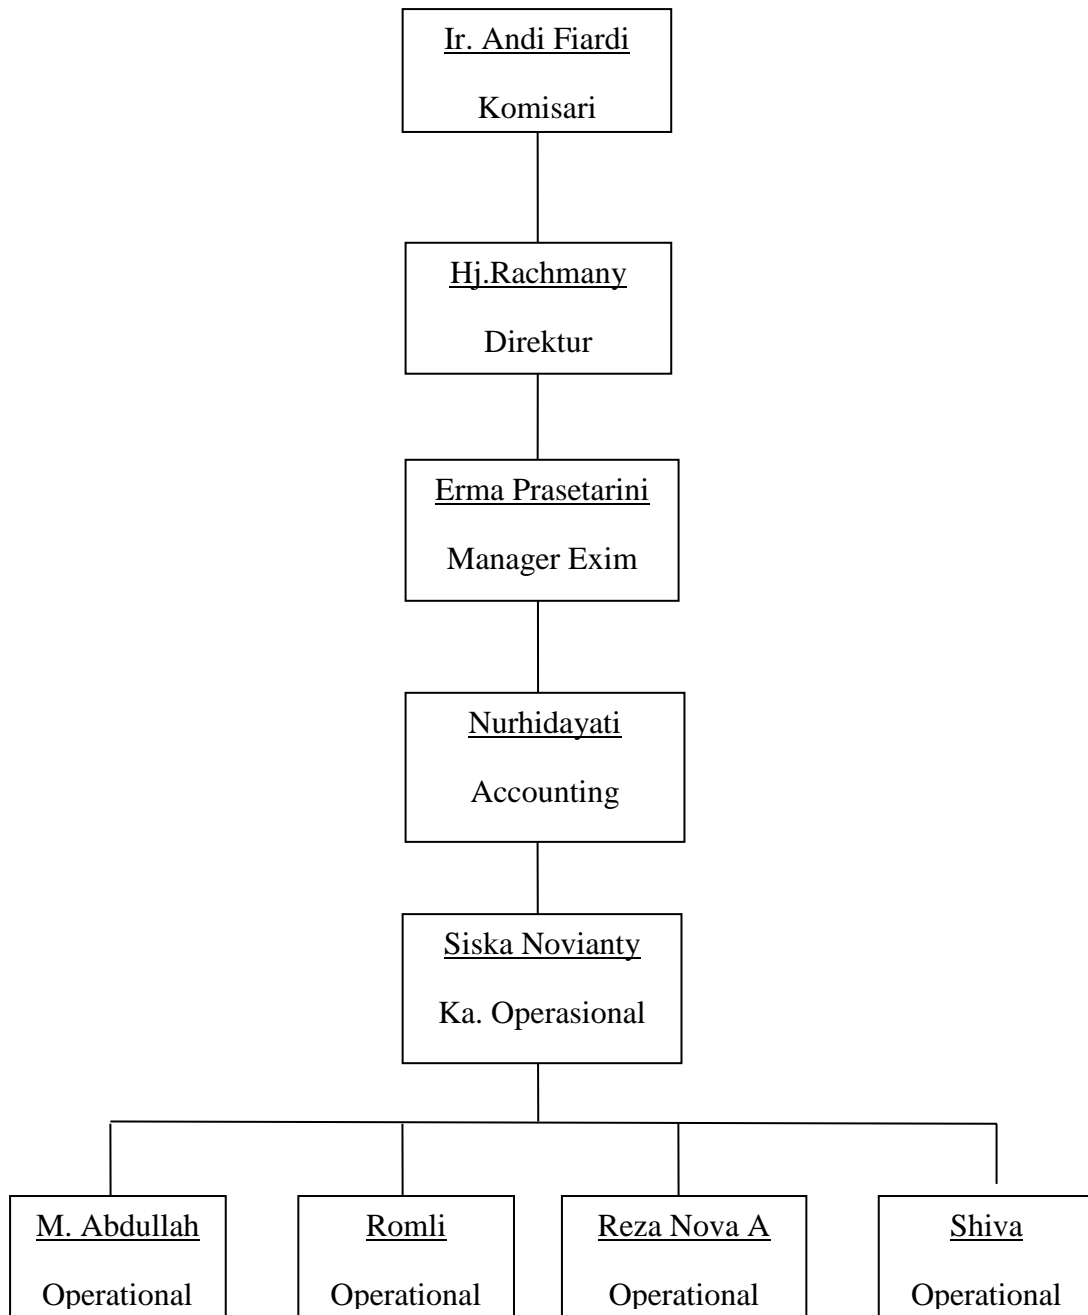 Ir. Andi Fiardi
Komisari
Hj.Rachmany
Direktur
Erma Prasetarini
Manager Exim
Nurhidayati
Accounting
Siska Novianty
Ka. Operasional
M. Abdullah
Operational
Romli
Operational
Reza Nova A
Operational
Shiva
Operational